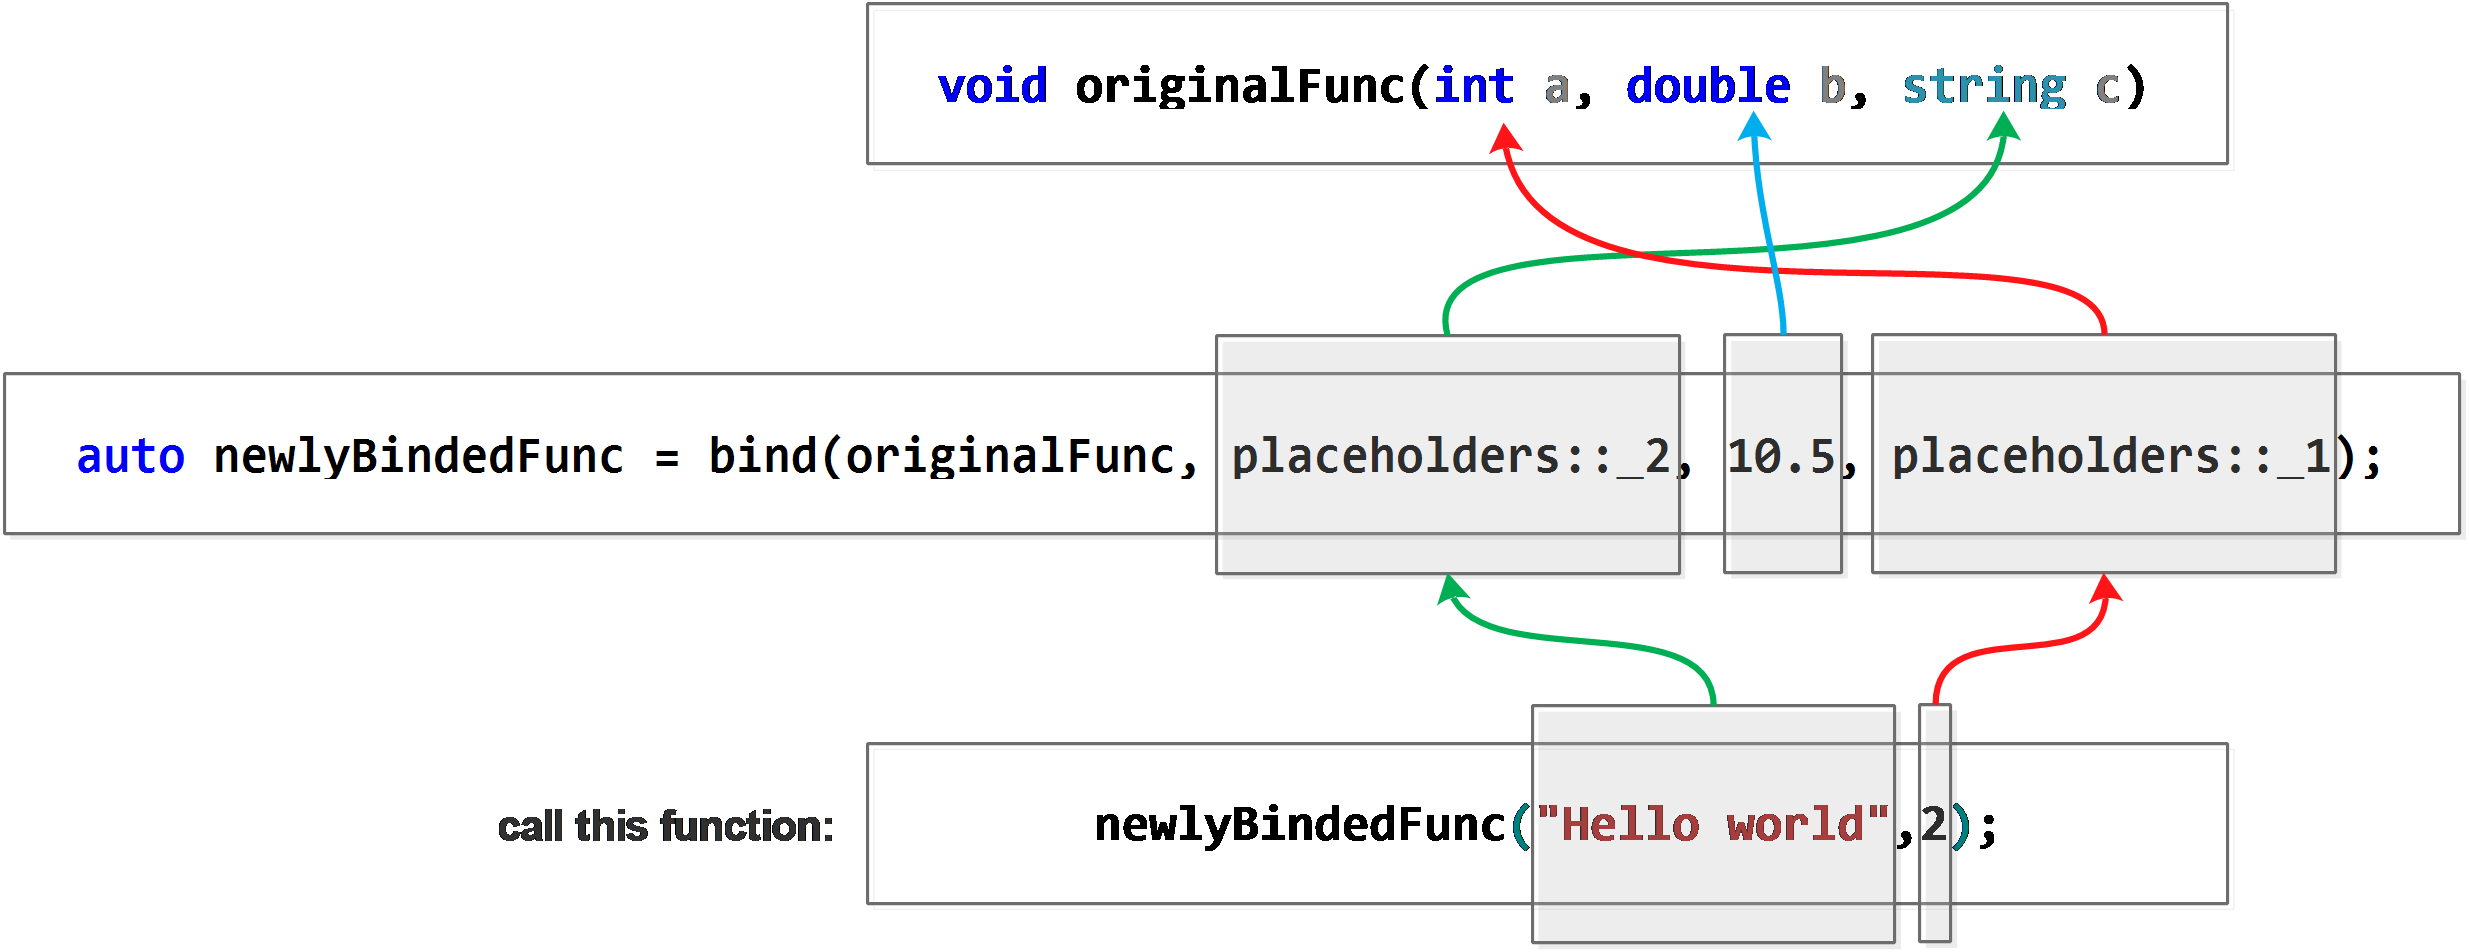 void originalFunc(int a, double b, string c)
auto newlyBindedFunc = bind(originalFunc, placeholders::_2, 10.5, placeholders::_1);
call this function:
newlyBindedFunc("Hello world",2);